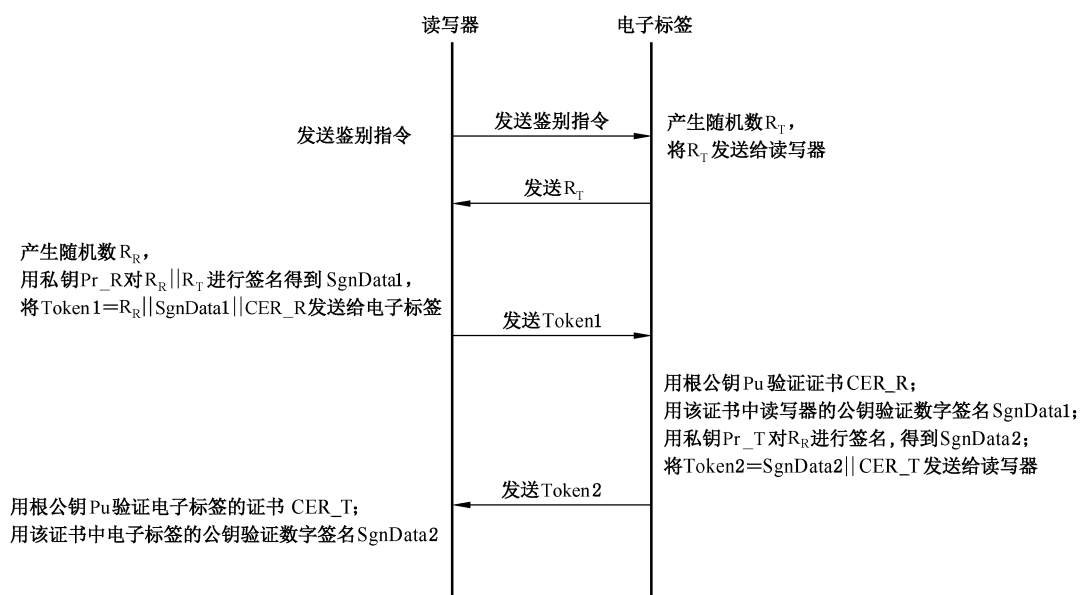 读写器
电子标签
发送鉴别指令
发送鉴别指令
产生随机数R_T，
将R_T发送给读写器
发送R_T
产生随机数R_R，
用私钥Pr_R对R_R||R_T进行签名得到SgnData1，
将Token1=R_R||SgnData1||CER_R发送给电子标签
发送Token1
用根公钥Pu验证证书CER_R；
用该证书中读写器的公钥验证数字签名SgnData1；
用私钥Pr_T对R_R进行签名，得到SgnData2；
将Token2=SgnData2||CER_T发送给读写器
发送Token2
用根公钥Pu验证电子标签的证书CER_T；
用该证书中电子标签的公钥验证数字签名SgnData2